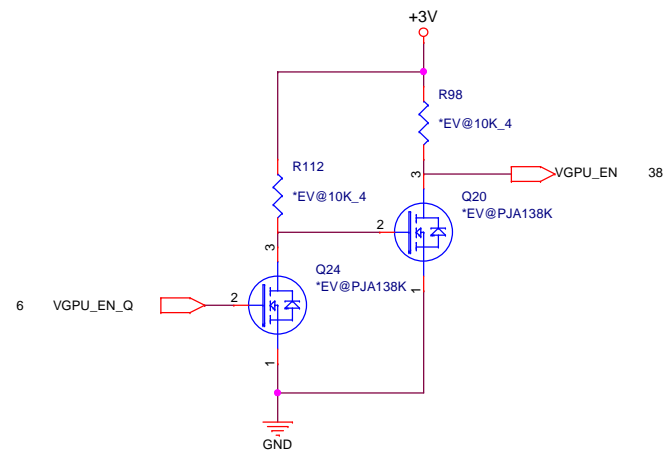 +3V
R98
*EV@10K_4
R112
*EV@10K_4
3
VGPU_EN 38
Q20
*EV@PJA138K
2
3
1
Q24
*EV@PJA138K
6 VGPU_EN_Q
2
1
GND